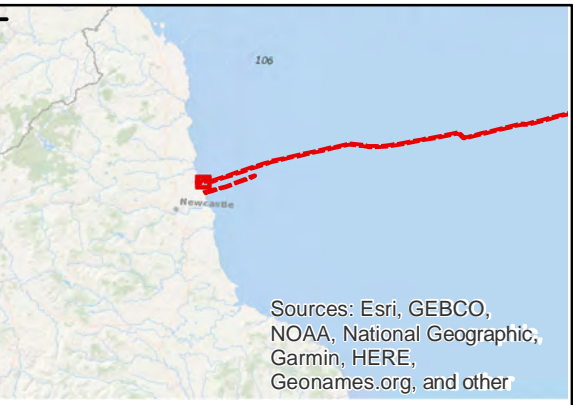 106
Newcastle
Sources: Esri, GEBCO,
NOAA, National Geographic,
Garmin, HERE,
Geonames.org, and other